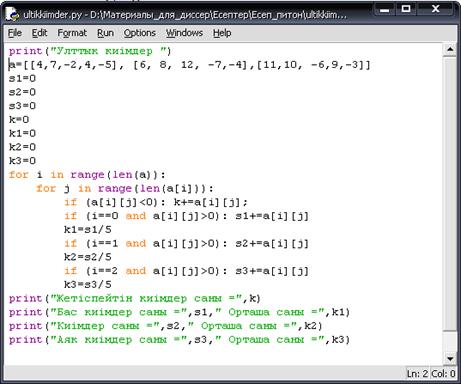 ultikkiimder.py - D:\Материалы_для_диссер\Есептер\Есеп_питон\ultikkiim...
File Edit Format Run Options Windows Help
print("Улттык киімдер ")
a=[[4,7,-2,4,-5], [6, 8, 12, -7,-4],[11,10, -6,9,-3]]
s1=0
s2=0
s3=0
k=0
k1=0
k2=0
k3=0
for i in range(len(a)):
    for j in range(len(a[i])):
        if (a[i][j]<0): k+=a[i][j];
        if (i==0 and a[i][j]>0): s1+=a[i][j]
        k1=s1/5
        if (i==1 and a[i][j]>0): s2+=a[i][j]
        k2=s2/5
        if (i==2 and a[i][j]>0): s3+=a[i][j]
        k3=s3/5
print("Жетіспейтін киімдер саны =",k)
print("Бас киімдер саны =",s1," Орташа саны =",k1)
print("Киімдер саны =",s2," Орташа саны =",k2)
print("Аяк киімдер саны =",s3," Орташа саны =",k3)
Ln: 2 Col: 0